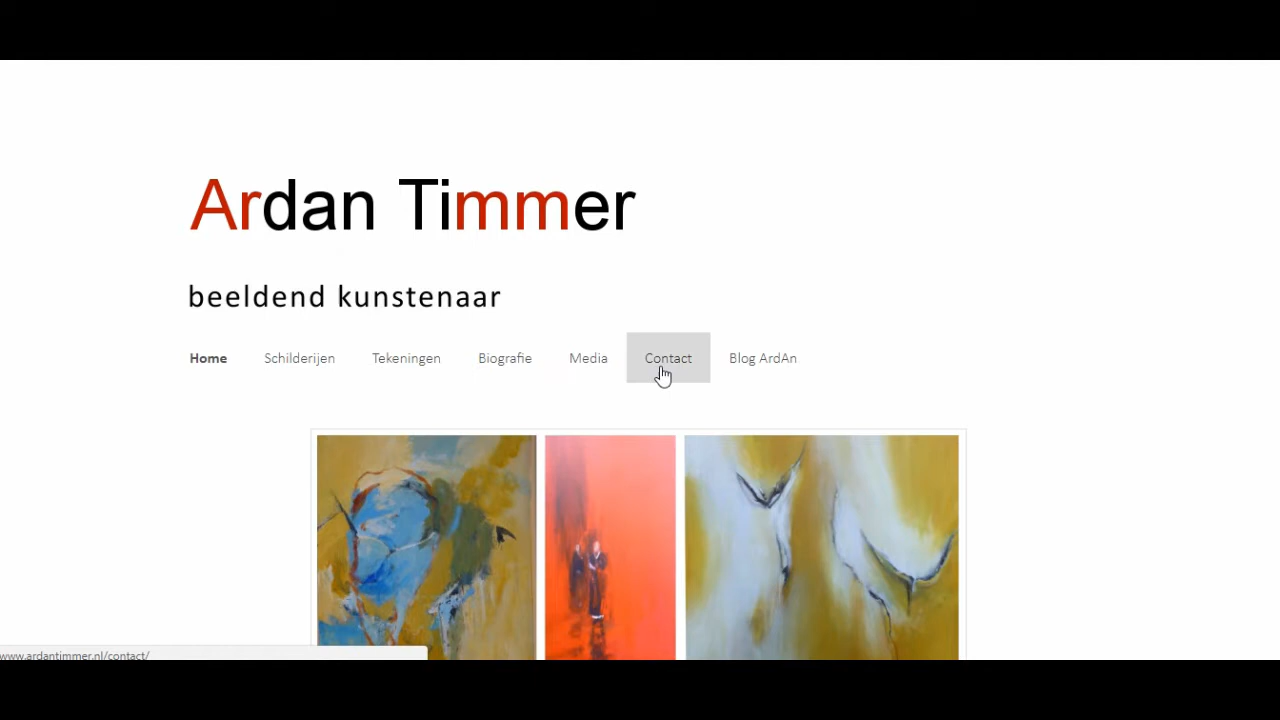 Ardan Timmer
beeldend kunstenaar
Home Schilderijen Tekeningen Biografie Media Contact Blog ArdAn
www.ardantimmer.nl/contact/